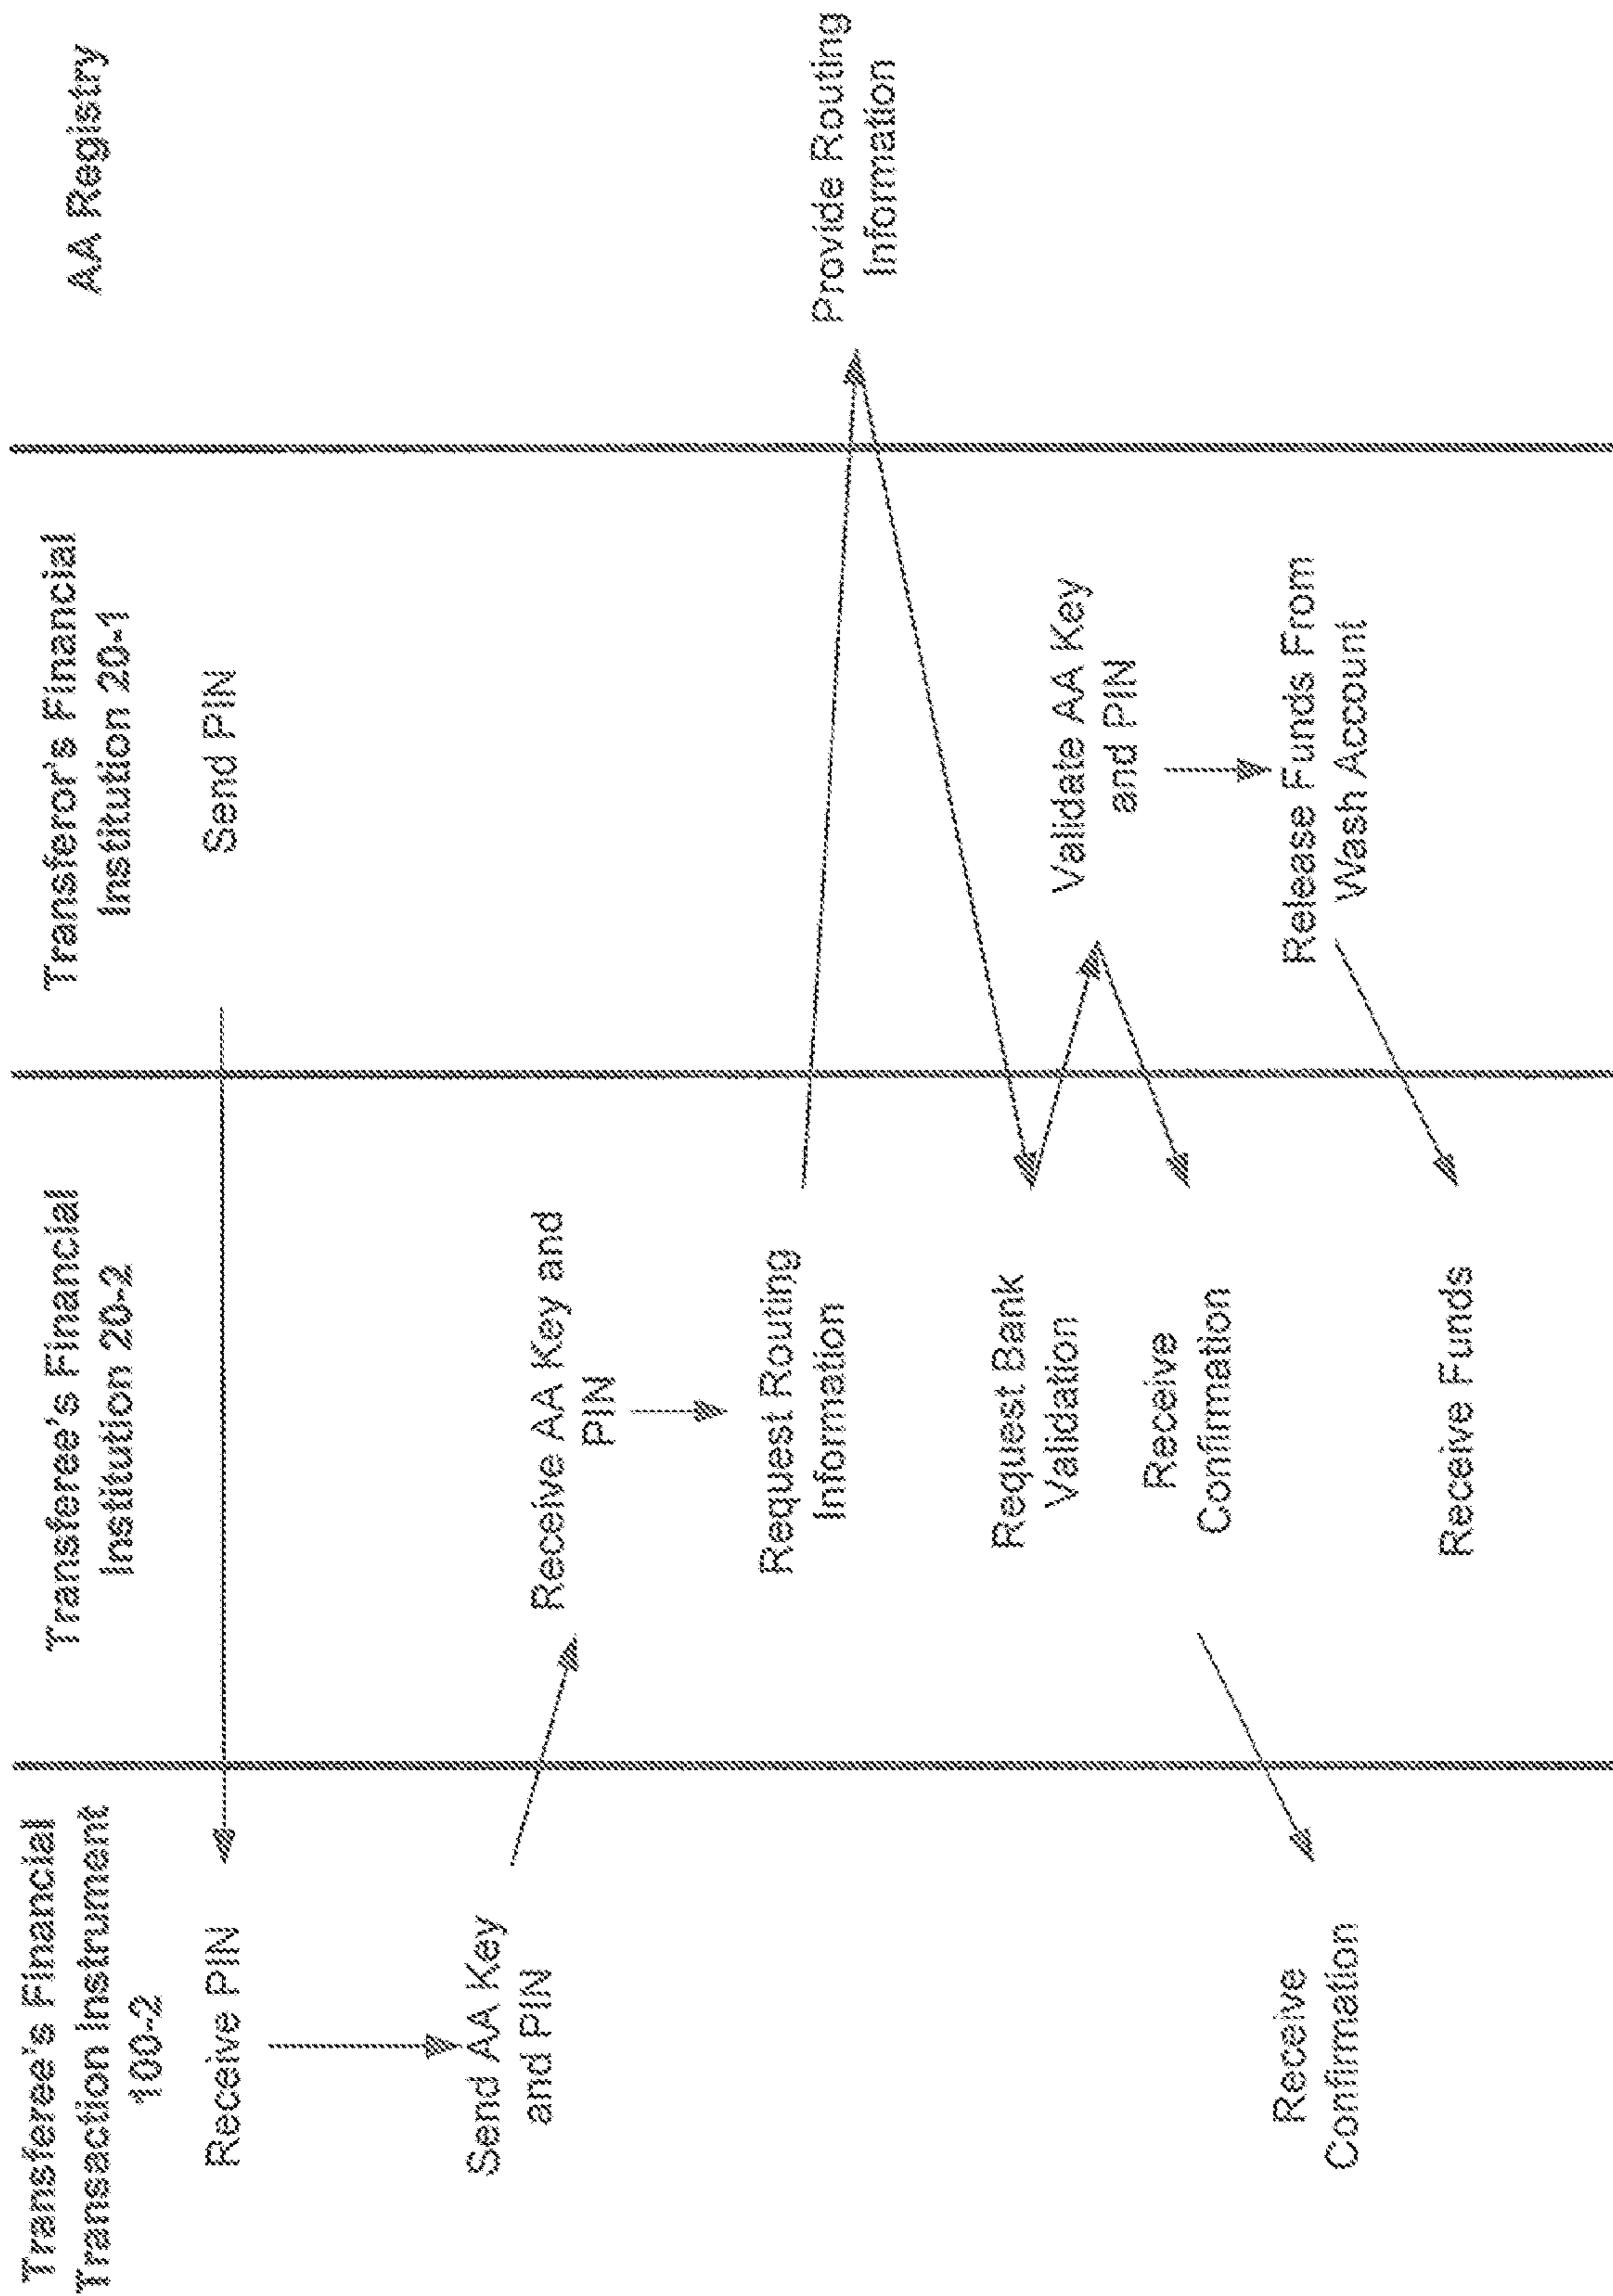 Transferee's Financial
Transaction Instrument
100-2
Transferee's Financial
Institution 20-2
Transferor's Financial
Institution 20-1
AA Registry
Receive PIN
Send PIN
Send AA Key
and PIN
Receive AA Key and
PIN
Request Routing
Information
Provide Routing
Information
Request Bank
Validation
Validate AA Key
and PIN
Receive
Confirmation
Receive
Confirmation
Release Funds From
Wash Account
Receive Funds